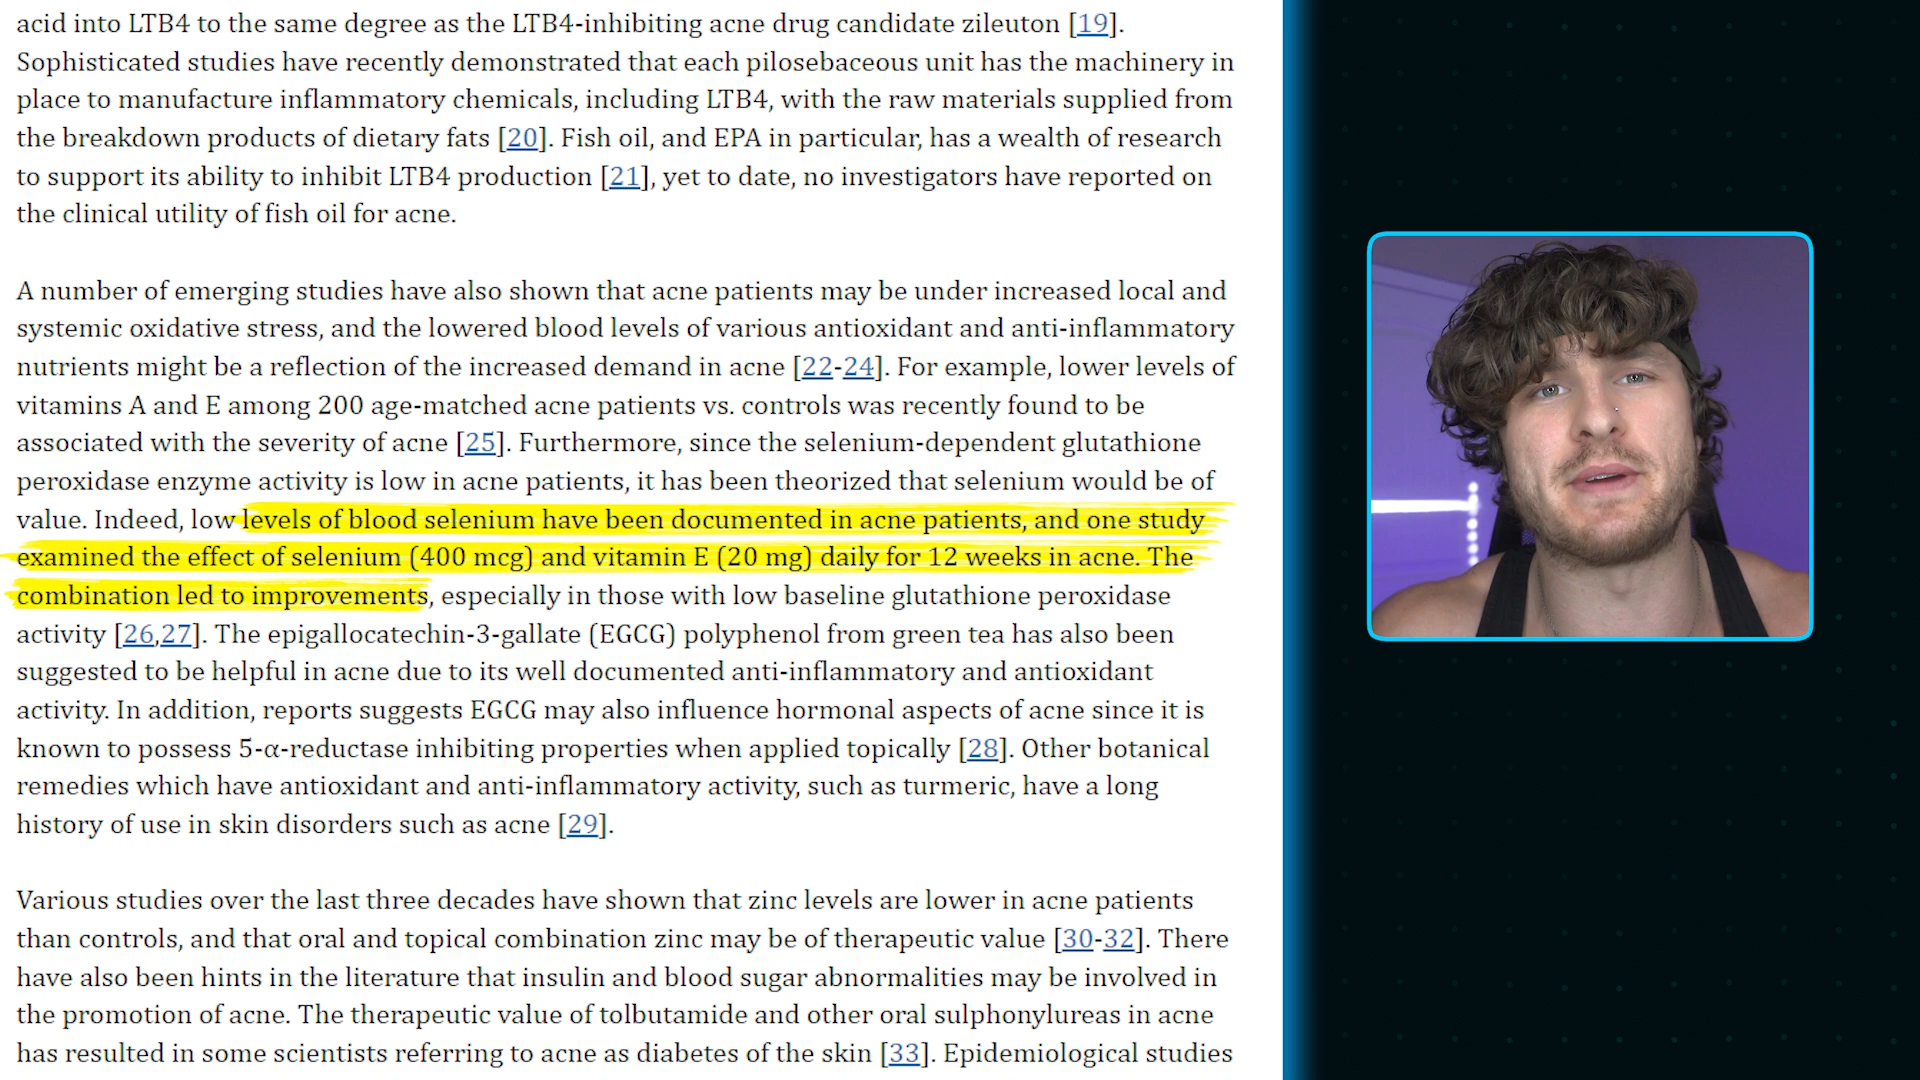 acid into LTB4 to the same degree as the LTB4-inhibiting acne drug candidate zileuton [19].
Sophisticated studies have recently demonstrated that each pilosebaceous unit has the machinery in
place to manufacture inflammatory chemicals, including LTB4, with the raw materials supplied from
the breakdown products of dietary fats [20]. Fish oil, and EPA in particular, has a wealth of research
to support its ability to inhibit LTB4 production [21], yet to date, no investigators have reported on
the clinical utility of fish oil for acne.
A number of emerging studies have also shown that acne patients may be under increased local and
systemic oxidative stress, and the lowered blood levels of various antioxidant and anti-inflammatory
nutrients might be a reflection of the increased demand in acne [22-24]. For example, lower levels of
vitamins A and E among 200 age-matched acne patients vs. controls was recently found to be
associated with the severity of acne [25]. Furthermore, since the selenium-dependent glutathione
peroxidase enzyme activity is low in acne patients, it has been theorized that selenium would be of
value. Indeed, low levels of blood selenium have been documented in acne patients, and one study
examined the effect of selenium (400 mcg) and vitamin E (20 mg) daily for 12 weeks in acne. The
combination led to improvements, especially in those with low baseline glutathione peroxidase
activity [26,27]. The epigallocatechin-3-gallate (EGCG) polyphenol from green tea has also been
suggested to be helpful in acne due to its well documented anti-inflammatory and antioxidant
activity. In addition, reports suggests EGCG may also influence hormonal aspects of acne since it is
known to possess 5-α-reductase inhibiting properties when applied topically [28]. Other botanical
remedies which have antioxidant and anti-inflammatory activity, such as turmeric, have a long
history of use in skin disorders such as acne [29].
Various studies over the last three decades have shown that zinc levels are lower in acne patients
than controls, and that oral and topical combination zinc may be of therapeutic value [30-32]. There
have also been hints in the literature that insulin and blood sugar abnormalities may be involved in
the promotion of acne. The therapeutic value of tolbutamide and other oral sulphonylureas in acne
has resulted in some scientists referring to acne as diabetes of the skin [33]. Epidemiological studies